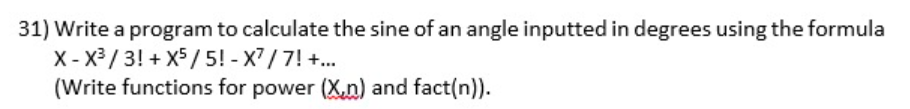 31) Write a program to calculate the sine of an angle inputted in degrees using the formula
X - X³ / 3! + X⁵ / 5! - X⁷ / 7! +...
(Write functions for power (X,n) and fact(n)).